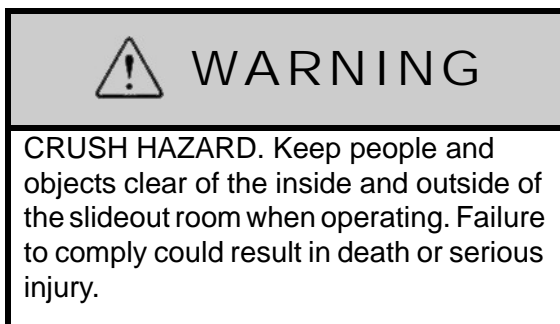 WARNING
CRUSH HAZARD. Keep people and
objects clear of the inside and outside of
the slideout room when operating. Failure
to comply could result in death or serious
injury.